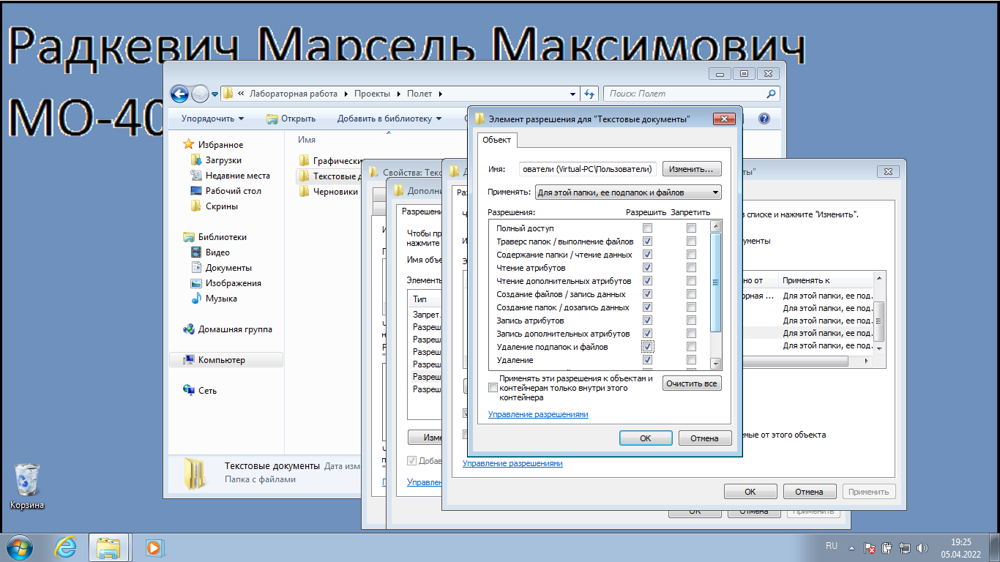 Радкевич Марсель Максимович
МО-40
« Лабораторная работа ▸ Проекты ▸ Полет ▸
Поиск: Полет
Упорядочить
Открыть
Добавить в библиотеку
Избранное
Загрузки
Недавние места
Рабочий стол
Скрины
Библиотеки
Видео
Документы
Изображения
Музыка
Домашняя группа
Компьютер
Сеть
Имя
Графически
Текстовые д
Черновики
Текстовые документы Дата изм
Папка с файлами
Свойства: Текс
Дополни
Разрешени
Чтобы пр
нажмите
Имя объе
Элементы
Тип
Запрет.
Разреш
Разреш
Разреш
Разреш
Разреш
Разреш
Изме
Добав
Управлен
Элемент разрешения для "Текстовые документы"
Объект
Имя: ователи (Virtual-PC\Пользователи)
Изменить...
Применять: Для этой папки, ее подпапок и файлов
Разрешения: Разрешить Запретить
Полный доступ
Траверс папок / выполнение файлов
Содержание папки / чтение данных
Чтение атрибутов
Чтение дополнительных атрибутов
Создание файлов / запись данных
Создание папок / дозапись данных
Запись атрибутов
Запись дополнительных атрибутов
Удаление подпапок и файлов
Удаление
Применять эти разрешения к объектам и
контейнерам только внутри этого
контейнера
Очистить все
Управление разрешениями
ОК
Отмена
ты"
в списке и нажмите "Изменить".
кументы
но от Применять к
орная ... Для этой папки, ее под.
Для этой папки, ее под.
Для этой папки, ее под.
Для этой папки, ее под.
Для этой папки, ее под.
емые от этого объекта
Управление разрешениями
ОК
Отмена
Применить
ОК
Отмена
Применить
Корзина
RU
19:25
05.04.2022